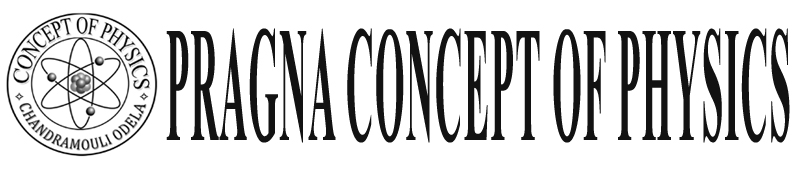 CONCEPT OF PHYSICS
CHANDRAMOULI ODELA
PRAGNA CONCEPT OF PHYSICS